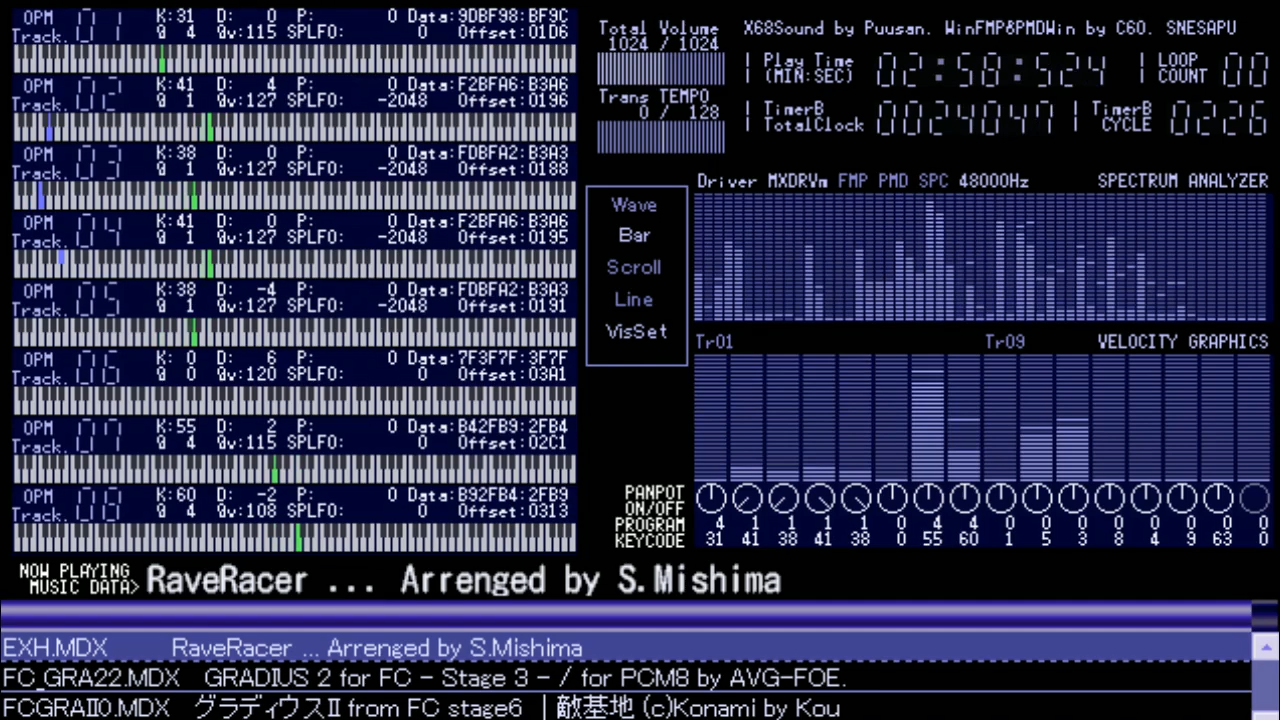 OPM Track. 01 K:31 D: 0 P: 0 Data:9DBF98:BF9C
@ 4 @v:115 SPLFO: 0 Offset:01D6
OPM Track. 02 K:41 D: 4 P: 0 Data:F2BFA6:B3A6
@ 1 @v:127 SPLFO: -2048 Offset:0196
OPM Track. 03 K:38 D: 0 P: 0 Data:FDBFA2:B3A3
@ 1 @v:127 SPLFO: -2048 Offset:0188
OPM Track. 04 K:41 D: 0 P: 0 Data:F2BFA6:B3A6
@ 1 @v:127 SPLFO: -2048 Offset:0195
OPM Track. 05 K:38 D: -4 P: 0 Data:FDBFA2:B3A3
@ 1 @v:127 SPLFO: -2048 Offset:0191
OPM Track. 06 K: 0 D: 6 P: 0 Data:7F3F7F:3F7F
@ 0 @v:120 SPLFO: 0 Offset:03A1
OPM Track. 07 K:55 D: 2 P: 0 Data:B42FB9:2FB4
@ 4 @v:115 SPLFO: 0 Offset:02C1
OPM Track. 08 K:60 D: -2 P: 0 Data:B92FB4:2FB9
@ 4 @v:108 SPLFO: 0 Offset:0313
Total Volume
1024 / 1024
Trans TEMPO
0 / 128
X68Sound by Puusan. WinFMP&PMDWin by C60. SNESAPU
Play Time (MIN:SEC) 02:58:524 LOOP COUNT 00
TimerB TotalClock 0024047 TimerB CYCLE 0226
Wave
Bar
Scroll
Line
VisSet
Driver MXDRVm FMP PMD SPC 48000Hz SPECTRUM ANALYZER
Tr01 Tr09 VELOCITY GRAPHICS
PANPOT
ON/OFF
PROGRAM 4 1 1 1 1 0 4 4 0 0 0 0 0 0 0 0
KEYCODE 31 41 38 41 38 0 55 60 1 5 3 8 4 9 63 0
NOW PLAYING MUSIC DATA> RaveRacer ... Arranged by S.Mishima
EXH.MDX RaveRacer ... Arranged by S.Mishima
FC_GRA22.MDX GRADIUS 2 for FC - Stage 3 - / for PCM8 by AVG-FOE.
FCGRAII0.MDX グラディウスII from FC stage6 | 敵基地 (c)Konami by Kou